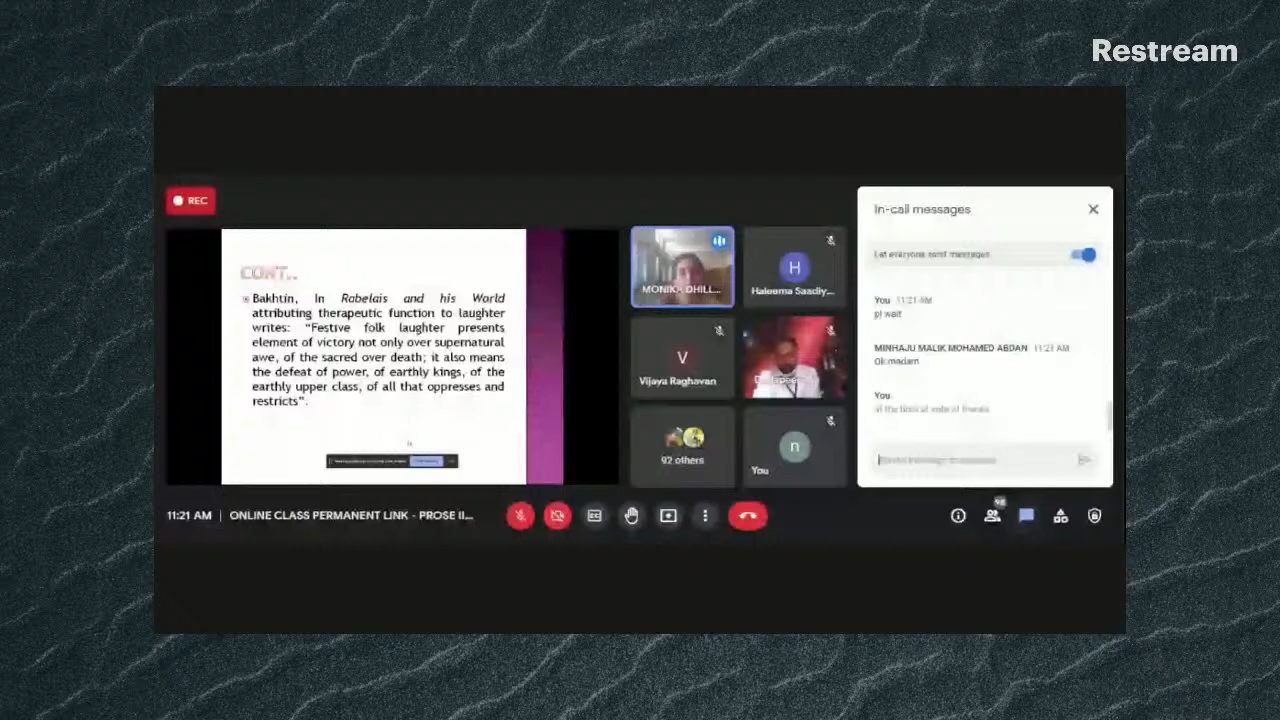 Restream
REC
CONT..
Bakhtin, In Rabelais and his World
attributing therapeutic function to laughter
writes: “Festive folk laughter presents
element of victory not only over supernatural
awe, of the sacred over death; it also means
the defeat of power, of earthly kings, of the
earthly upper class, of all that oppresses and
restricts”.
MONIKA DHILL...
H
Haleema Saadiy...
V
Vijaya Raghavan
92 others
n
You
In-call messages
Let everyone send messages
You 11:21 AM
pl wait
MINHAJU MALIK MOHAMED ABDAN 11:21 AM
Ok madam
You
11:21 AM | ONLINE CLASS PERMANENT LINK - PROSE II...
98